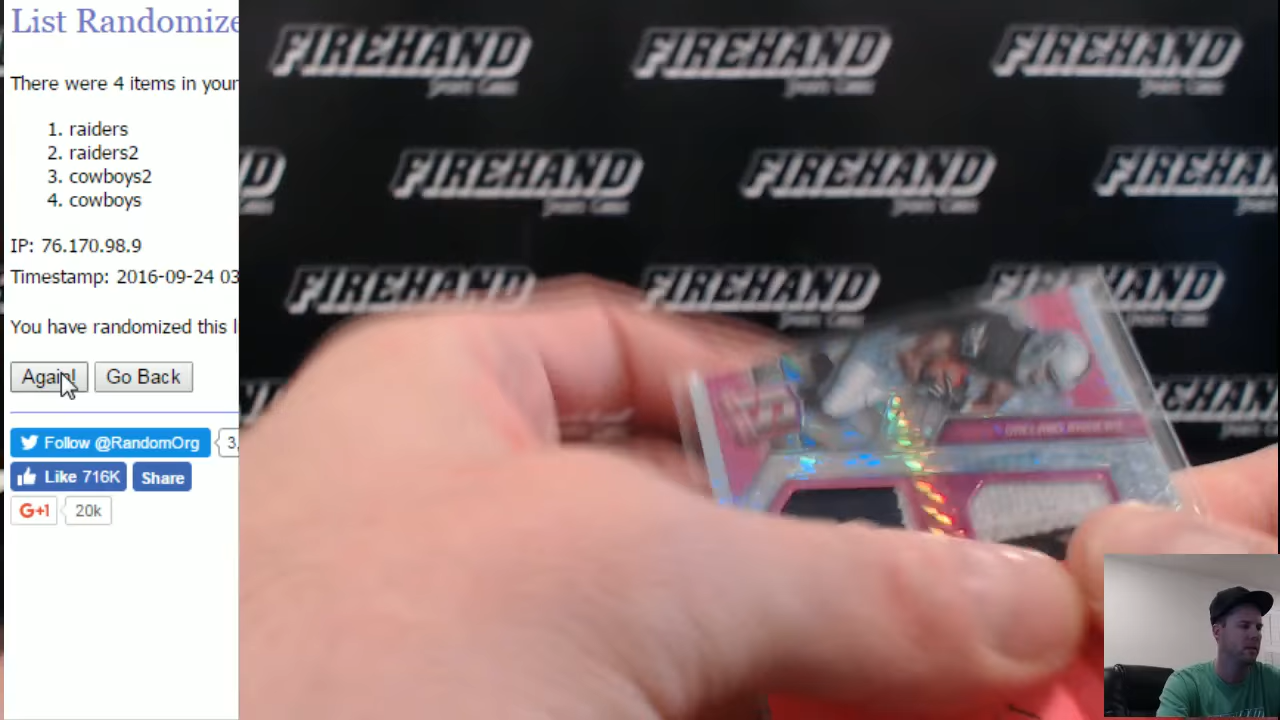 List Randomize
There were 4 items in your
1. raiders
2. raiders2
3. cowboys2
4. cowboys
IP: 76.170.98.9
Timestamp: 2016-09-24 03
You have randomized this l
Again!
Go Back
Follow @RandomOrg
3,
Like 716K
Share
G+1
20k
FIREHAND
FIREHAND
FIREHAND
FIREHAND
FIREHAND
FIREHAND
FIREHAND
FIREHAND
FIREHAND